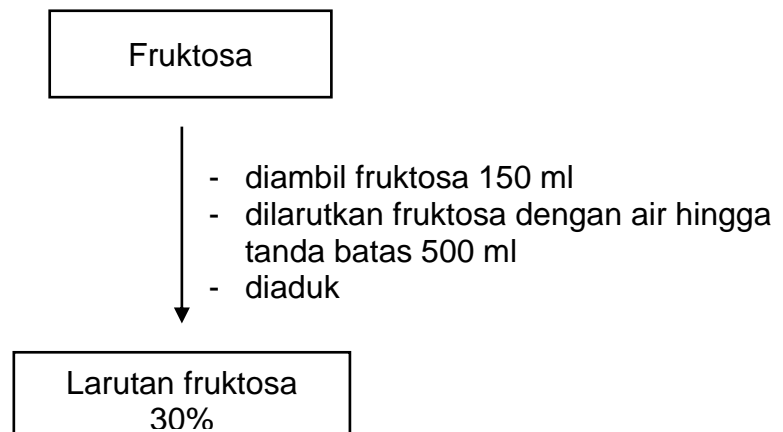 Fruktosa
- diambil fruktosa 150 ml
- dilarutkan fruktosa dengan air hingga
tanda batas 500 ml
- diaduk
Larutan fruktosa
30%